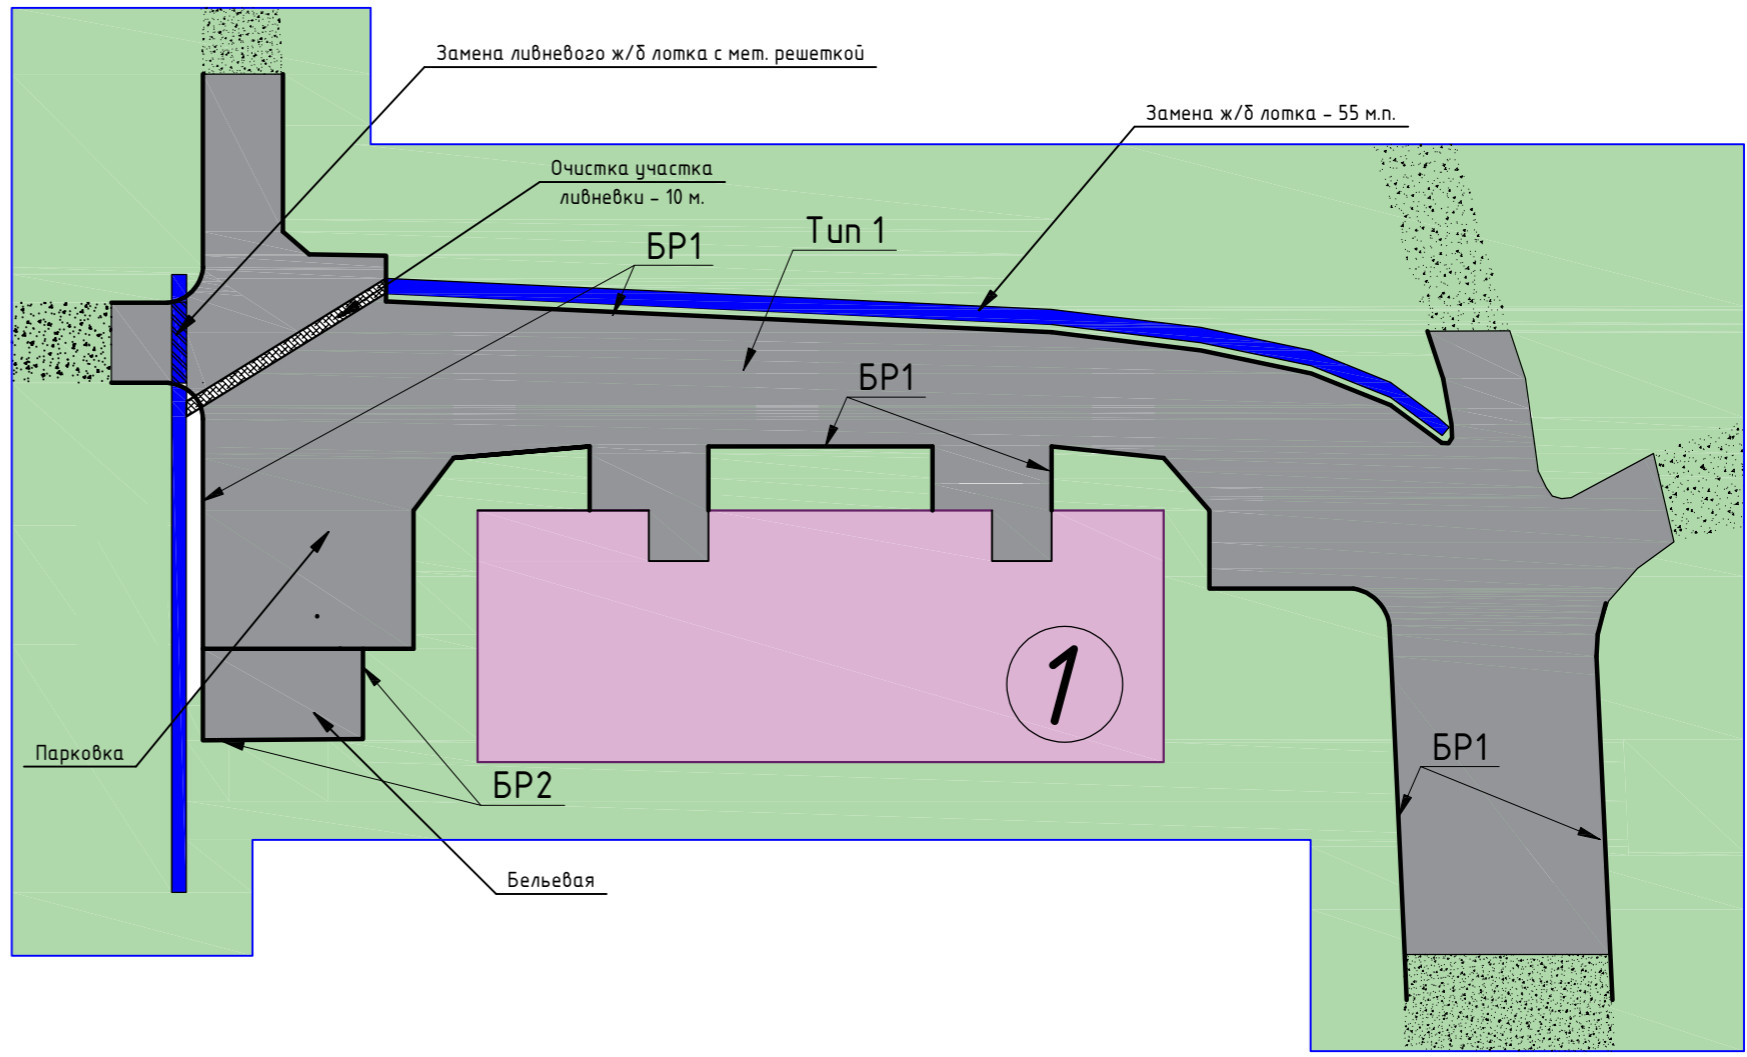 Замена ливневого ж/б лотка с мет. решеткой
Замена ж/б лотка - 55 м.п.
Очистка участка
ливневки - 10 м.
БР1
Тип 1
БР1
1
Парковка
БР2
БР1
Бельевая